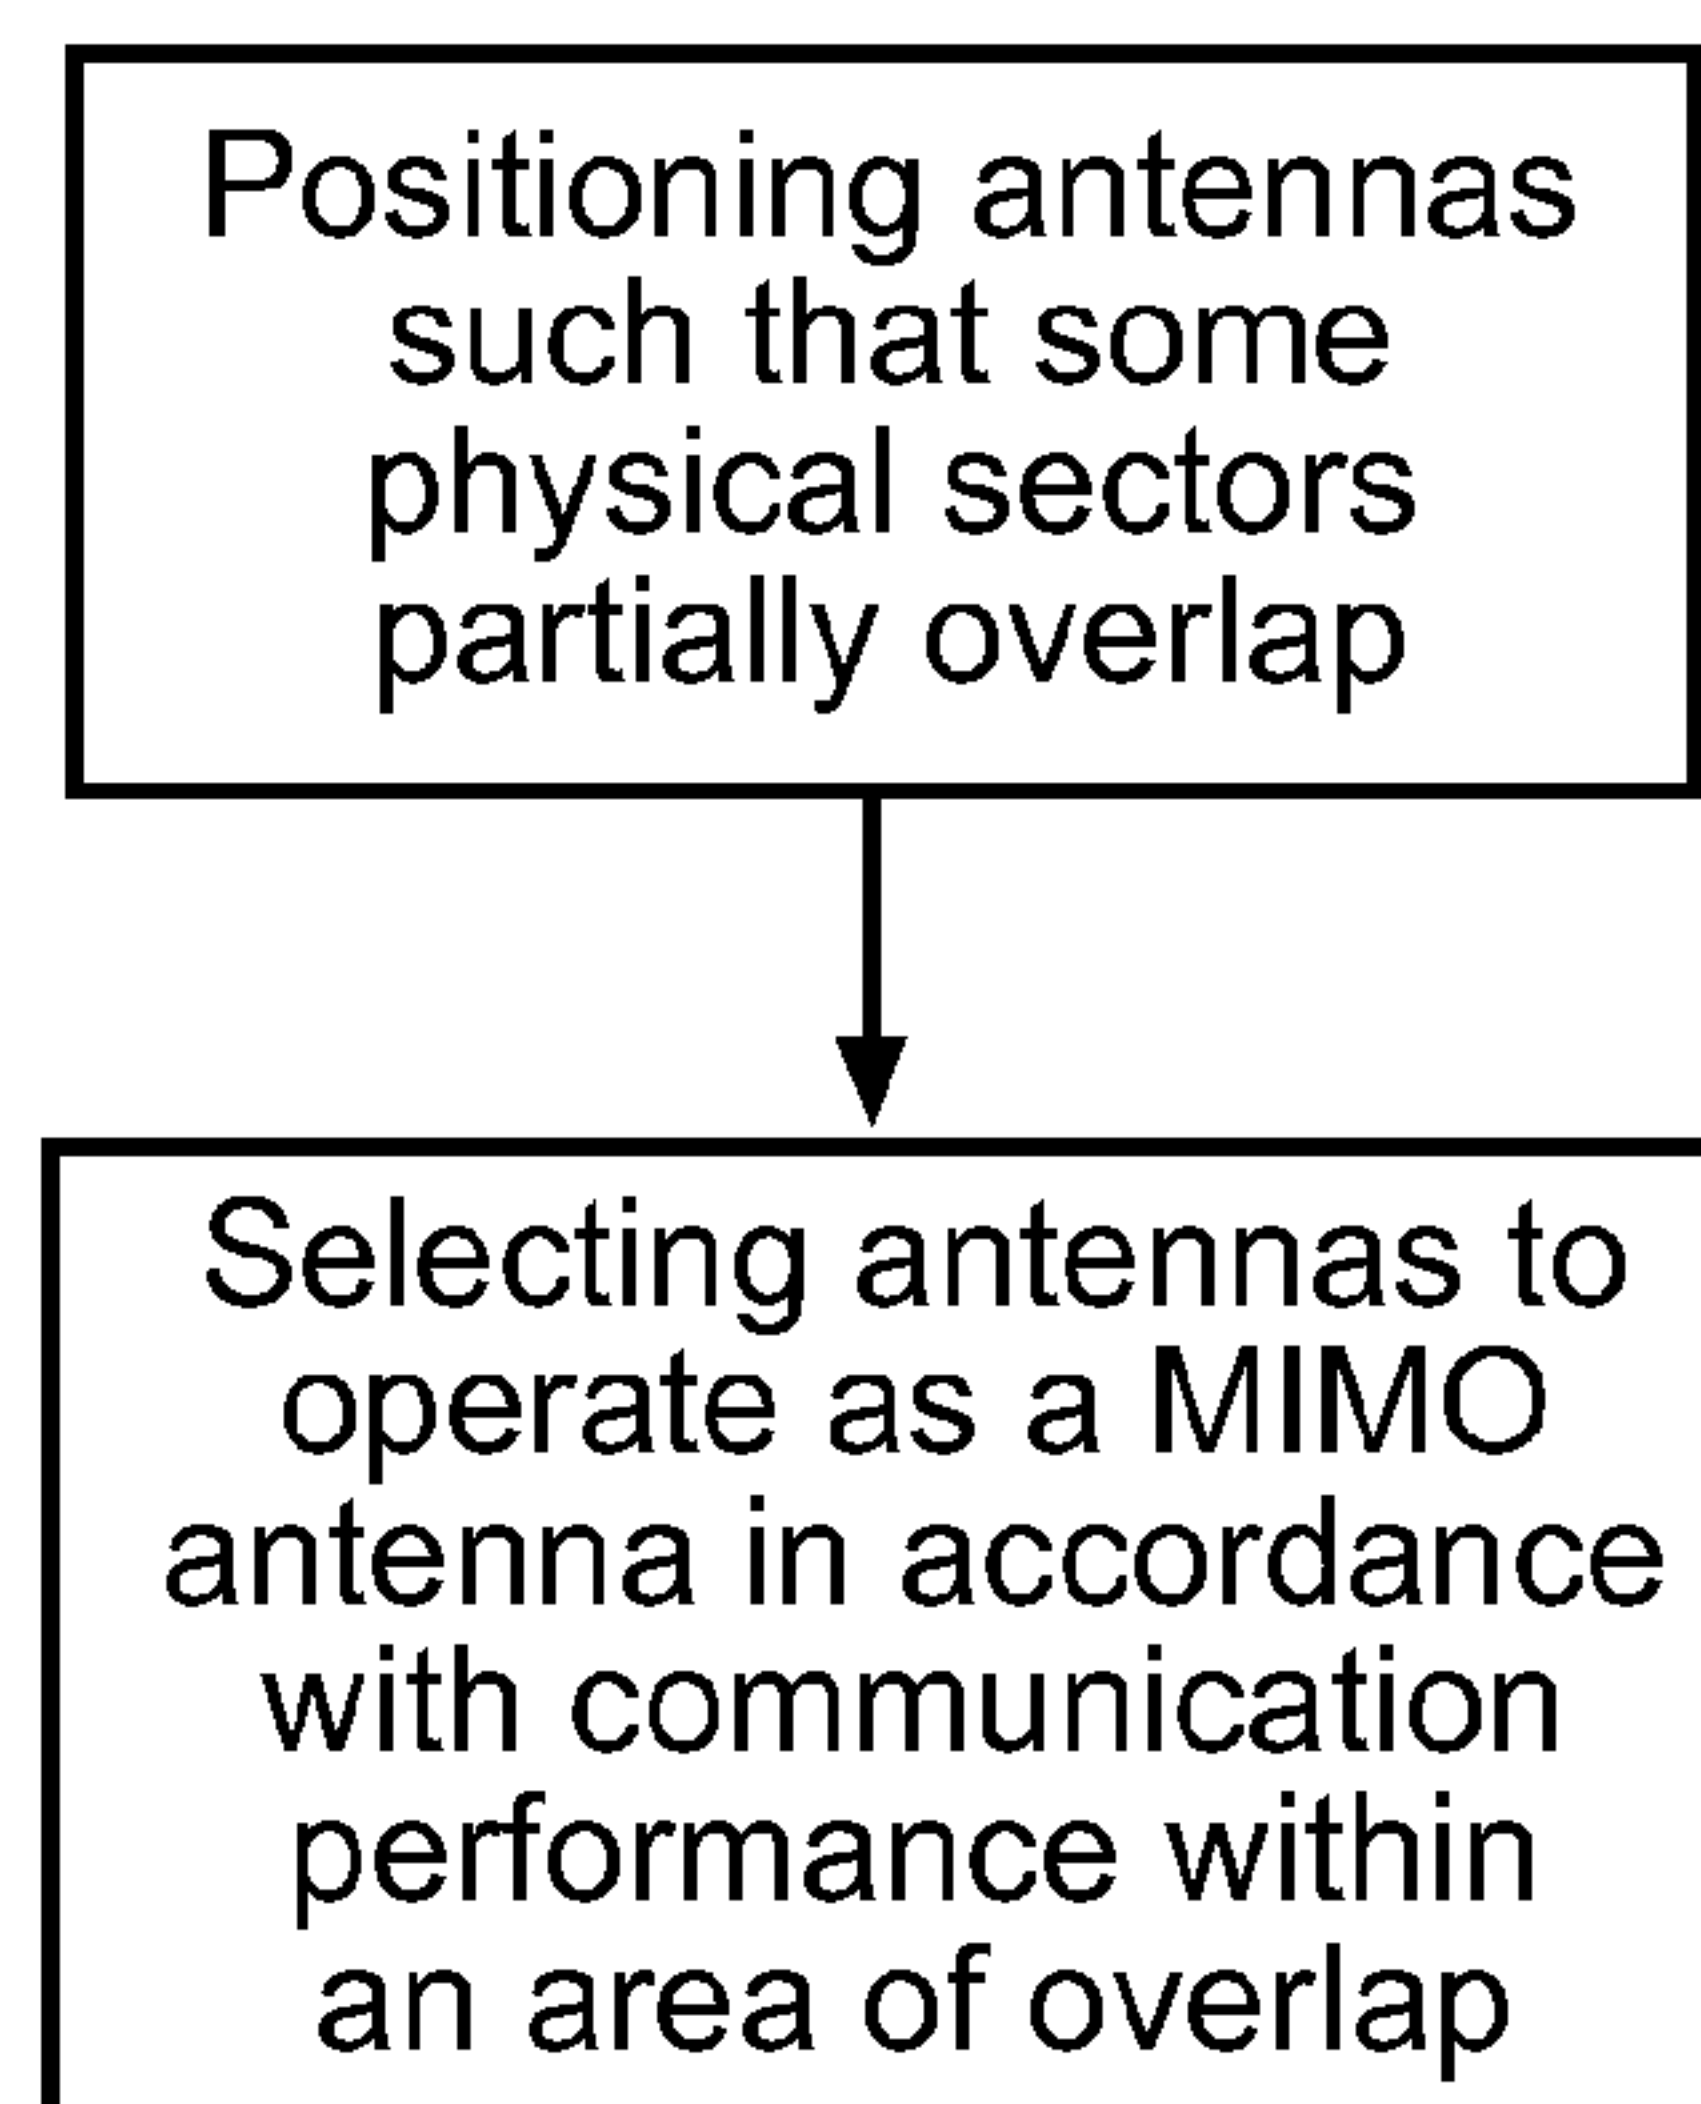 Positioning antennas
such that some
physical sectors
partially overlap
Selecting antennas to
operate as a MIMO
antenna in accordance
with communication
performance within
an area of overlap